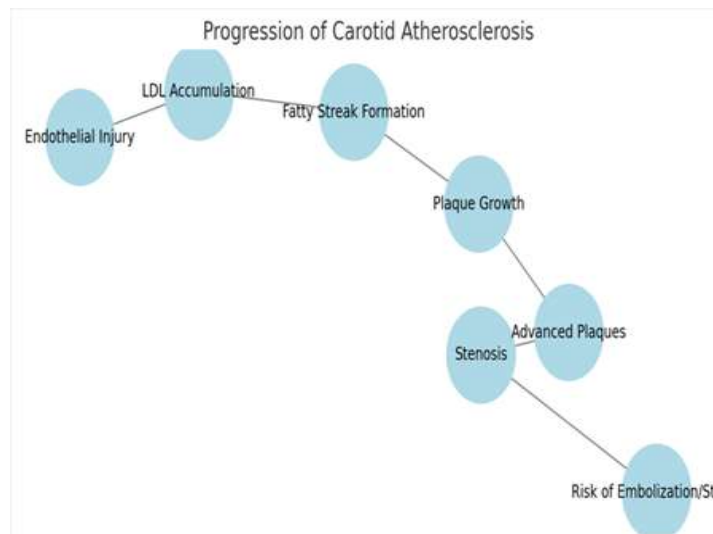 Progression of Carotid Atherosclerosis
LDL Accumulation
Endothelial Injury
Fatty Streak Formation
Plaque Growth
Advanced Plaques
Stenosis
Risk of Embolization/St